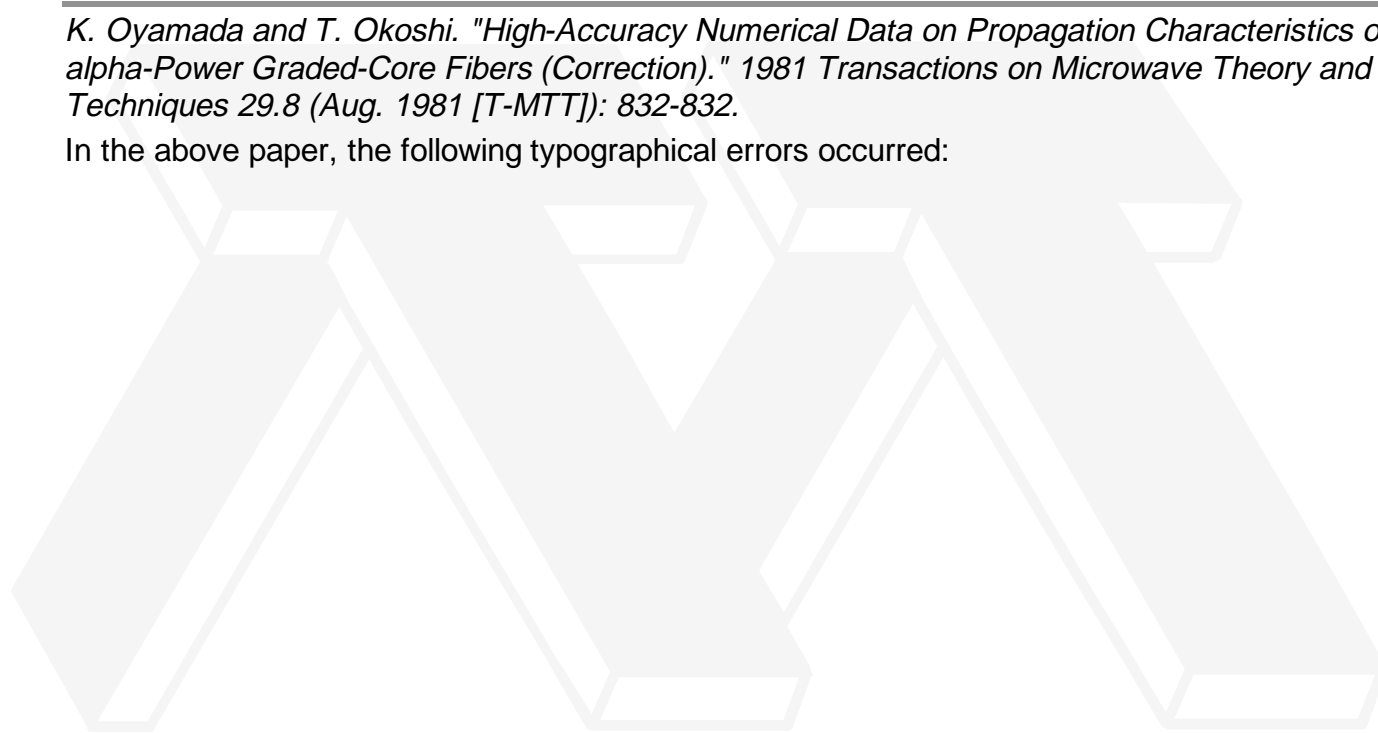 K. Oyamada and T. Okoshi. "High-Accuracy Numerical Data on Propagation Characteristics o
alpha-Power Graded-Core Fibers (Correction)." 1981 Transactions on Microwave Theory and
Techniques 29.8 (Aug. 1981 [T-MTT]): 832-832.
In the above paper, the following typographical errors occurred: